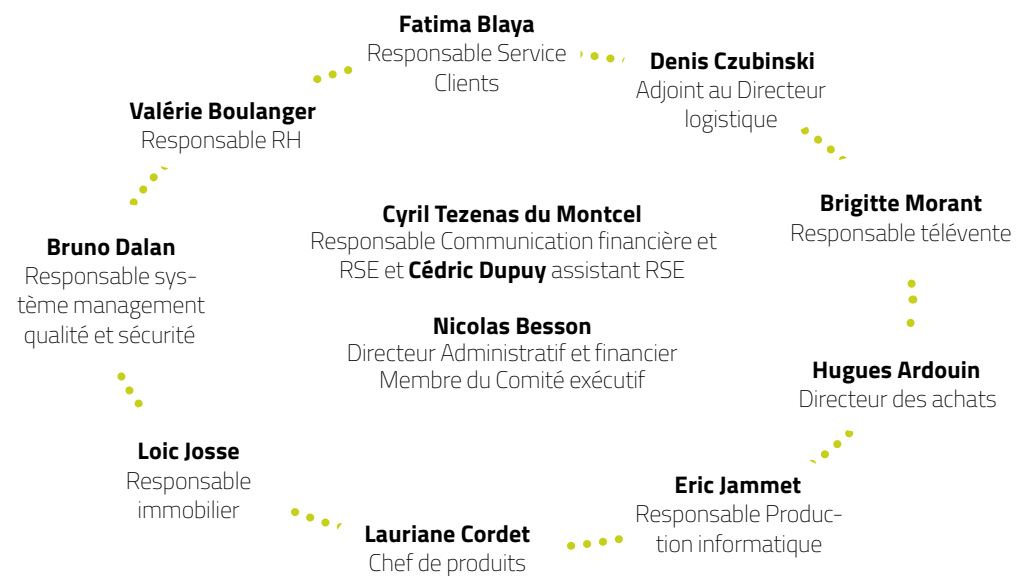 Fatima Blaya
Responsable Service
Clients
Denis Czubinski
Adjoint au Directeur
logistique
Valérie Boulanger
Responsable RH
Brigitte Morant
Responsable télévente
Cyril Tezenas du Montcel
Responsable Communication financière et
RSE et Cédric Dupuy assistant RSE
Bruno Dalan
Responsable sys-
tème management
qualité et sécurité
Nicolas Besson
Directeur Administratif et financier
Membre du Comité exécutif
Hugues Ardouin
Directeur des achats
Loic Josse
Responsable
immobilier
Eric Jammet
Responsable Produc-
tion informatique
Lauriane Cordet
Chef de produits